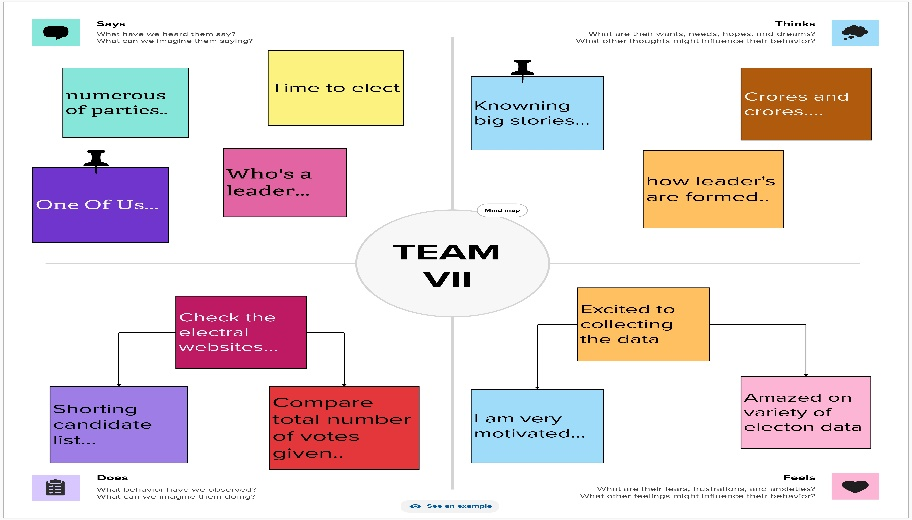 Says
What have we heard them say?
What can we imagine them saying?
Thinks
What are their wants, needs, hopes, and dreams?
What other thoughts might influence their behavior?
numerous
of parties..
Time to elect
One Of Us...
Who's a
leader...
Knowning
big stories...
Crores and
crores....
how leader's
are formed..
Mind map
TEAM
VII
Check the
electral
websites...
Shorting
candidate
list...
Compare
total number
of votes
given..
Excited to
collecting
the data
I am very
motivated...
Amazed on
variety of
electon data
Does
What behavior have we observed?
What can we imagine them doing?
Feels
What are their fears, frustrations, and anxieties?
What other feelings might influence their behavior?
See an example